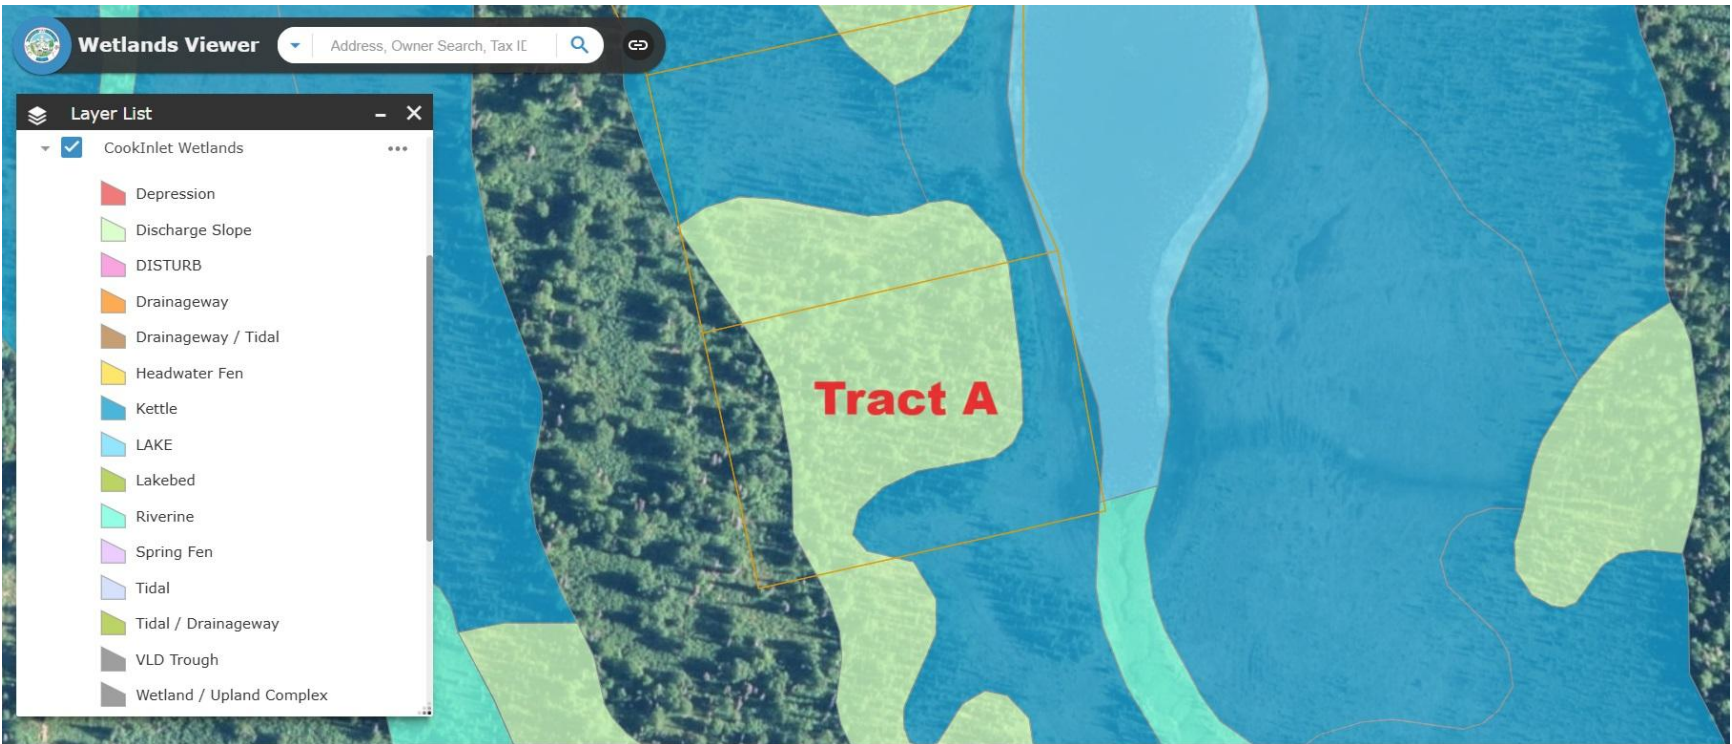 Wetlands Viewer
Address, Owner Search, Tax ID
Layer List
CookInlet Wetlands
Depression
Discharge Slope
DISTURB
Drainageway
Drainageway / Tidal
Headwater Fen
Kettle
LAKE
Lakebed
Riverine
Spring Fen
Tidal
Tidal / Drainageway
VLD Trough
Wetland / Upland Complex
Tract A